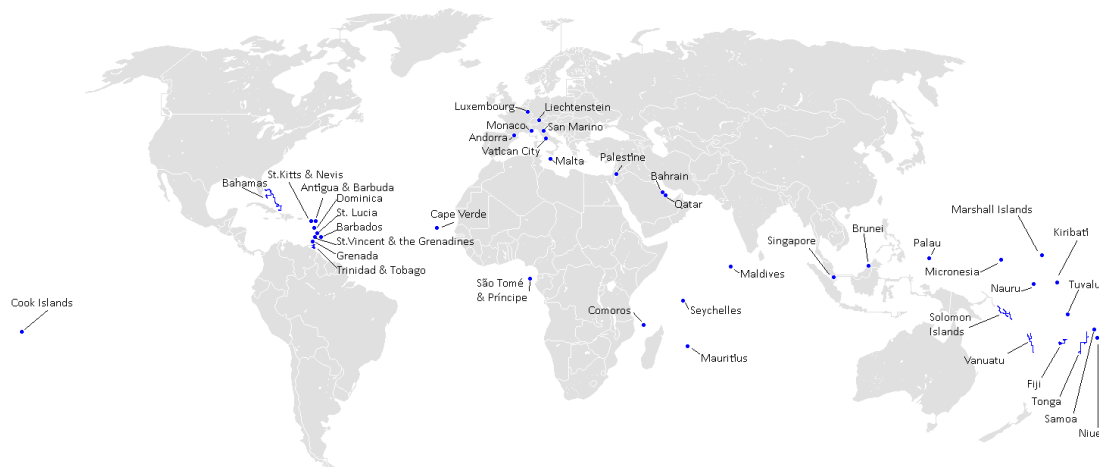 Luxembourg
Liechtenstein
Monaco
San Marino
Andorra
Vatican City
Malta
Palestine
St.Kitts & Nevis
Bahamas
Antigua & Barbuda
Dominica
St. Lucia
Barbados
St.Vincent & the Grenadines
Grenada
Trinidad & Tobago
Cape Verde
Bahrain
Qatar
Marshall Islands
Kiribati
Singapore
Brunei
Palau
Micronesia
Maldives
Nauru
Tuvalu
São Tomé
& Príncipe
Cook Islands
Comoros
Seychelles
Solomon
Islands
Mauritius
Vanuatu
Fiji
Tonga
Samoa
Niue